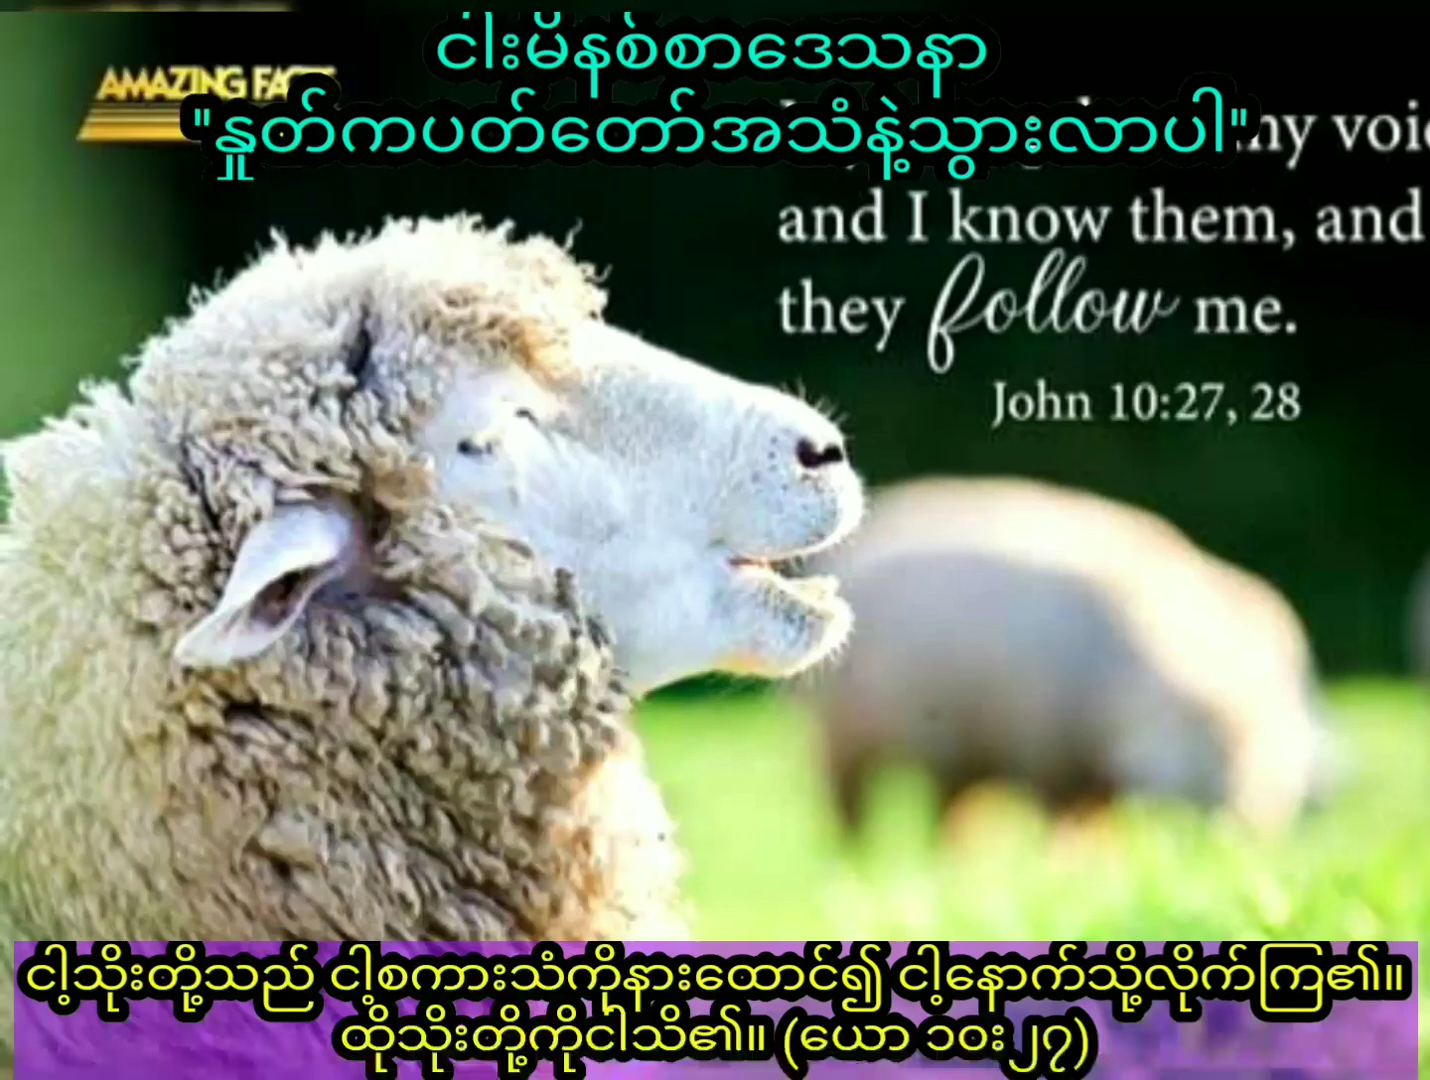 ငါးမိနစ်စာဒေသနာ
AMAZING FACTS
"နှုတ်ကပတ်တော်အသံနဲ့သွားလာပါ"
my voice
and I know them, and
they follow me.
John 10:27, 28
ငါ့သိုးတို့သည် ငါ့စကားသံကိုနားထောင်၍ ငါ့နောက်သို့လိုက်ကြ၏။
ထိုသိုးတို့ကိုငါသိ၏။ (ယော ၁၀း၂၇)